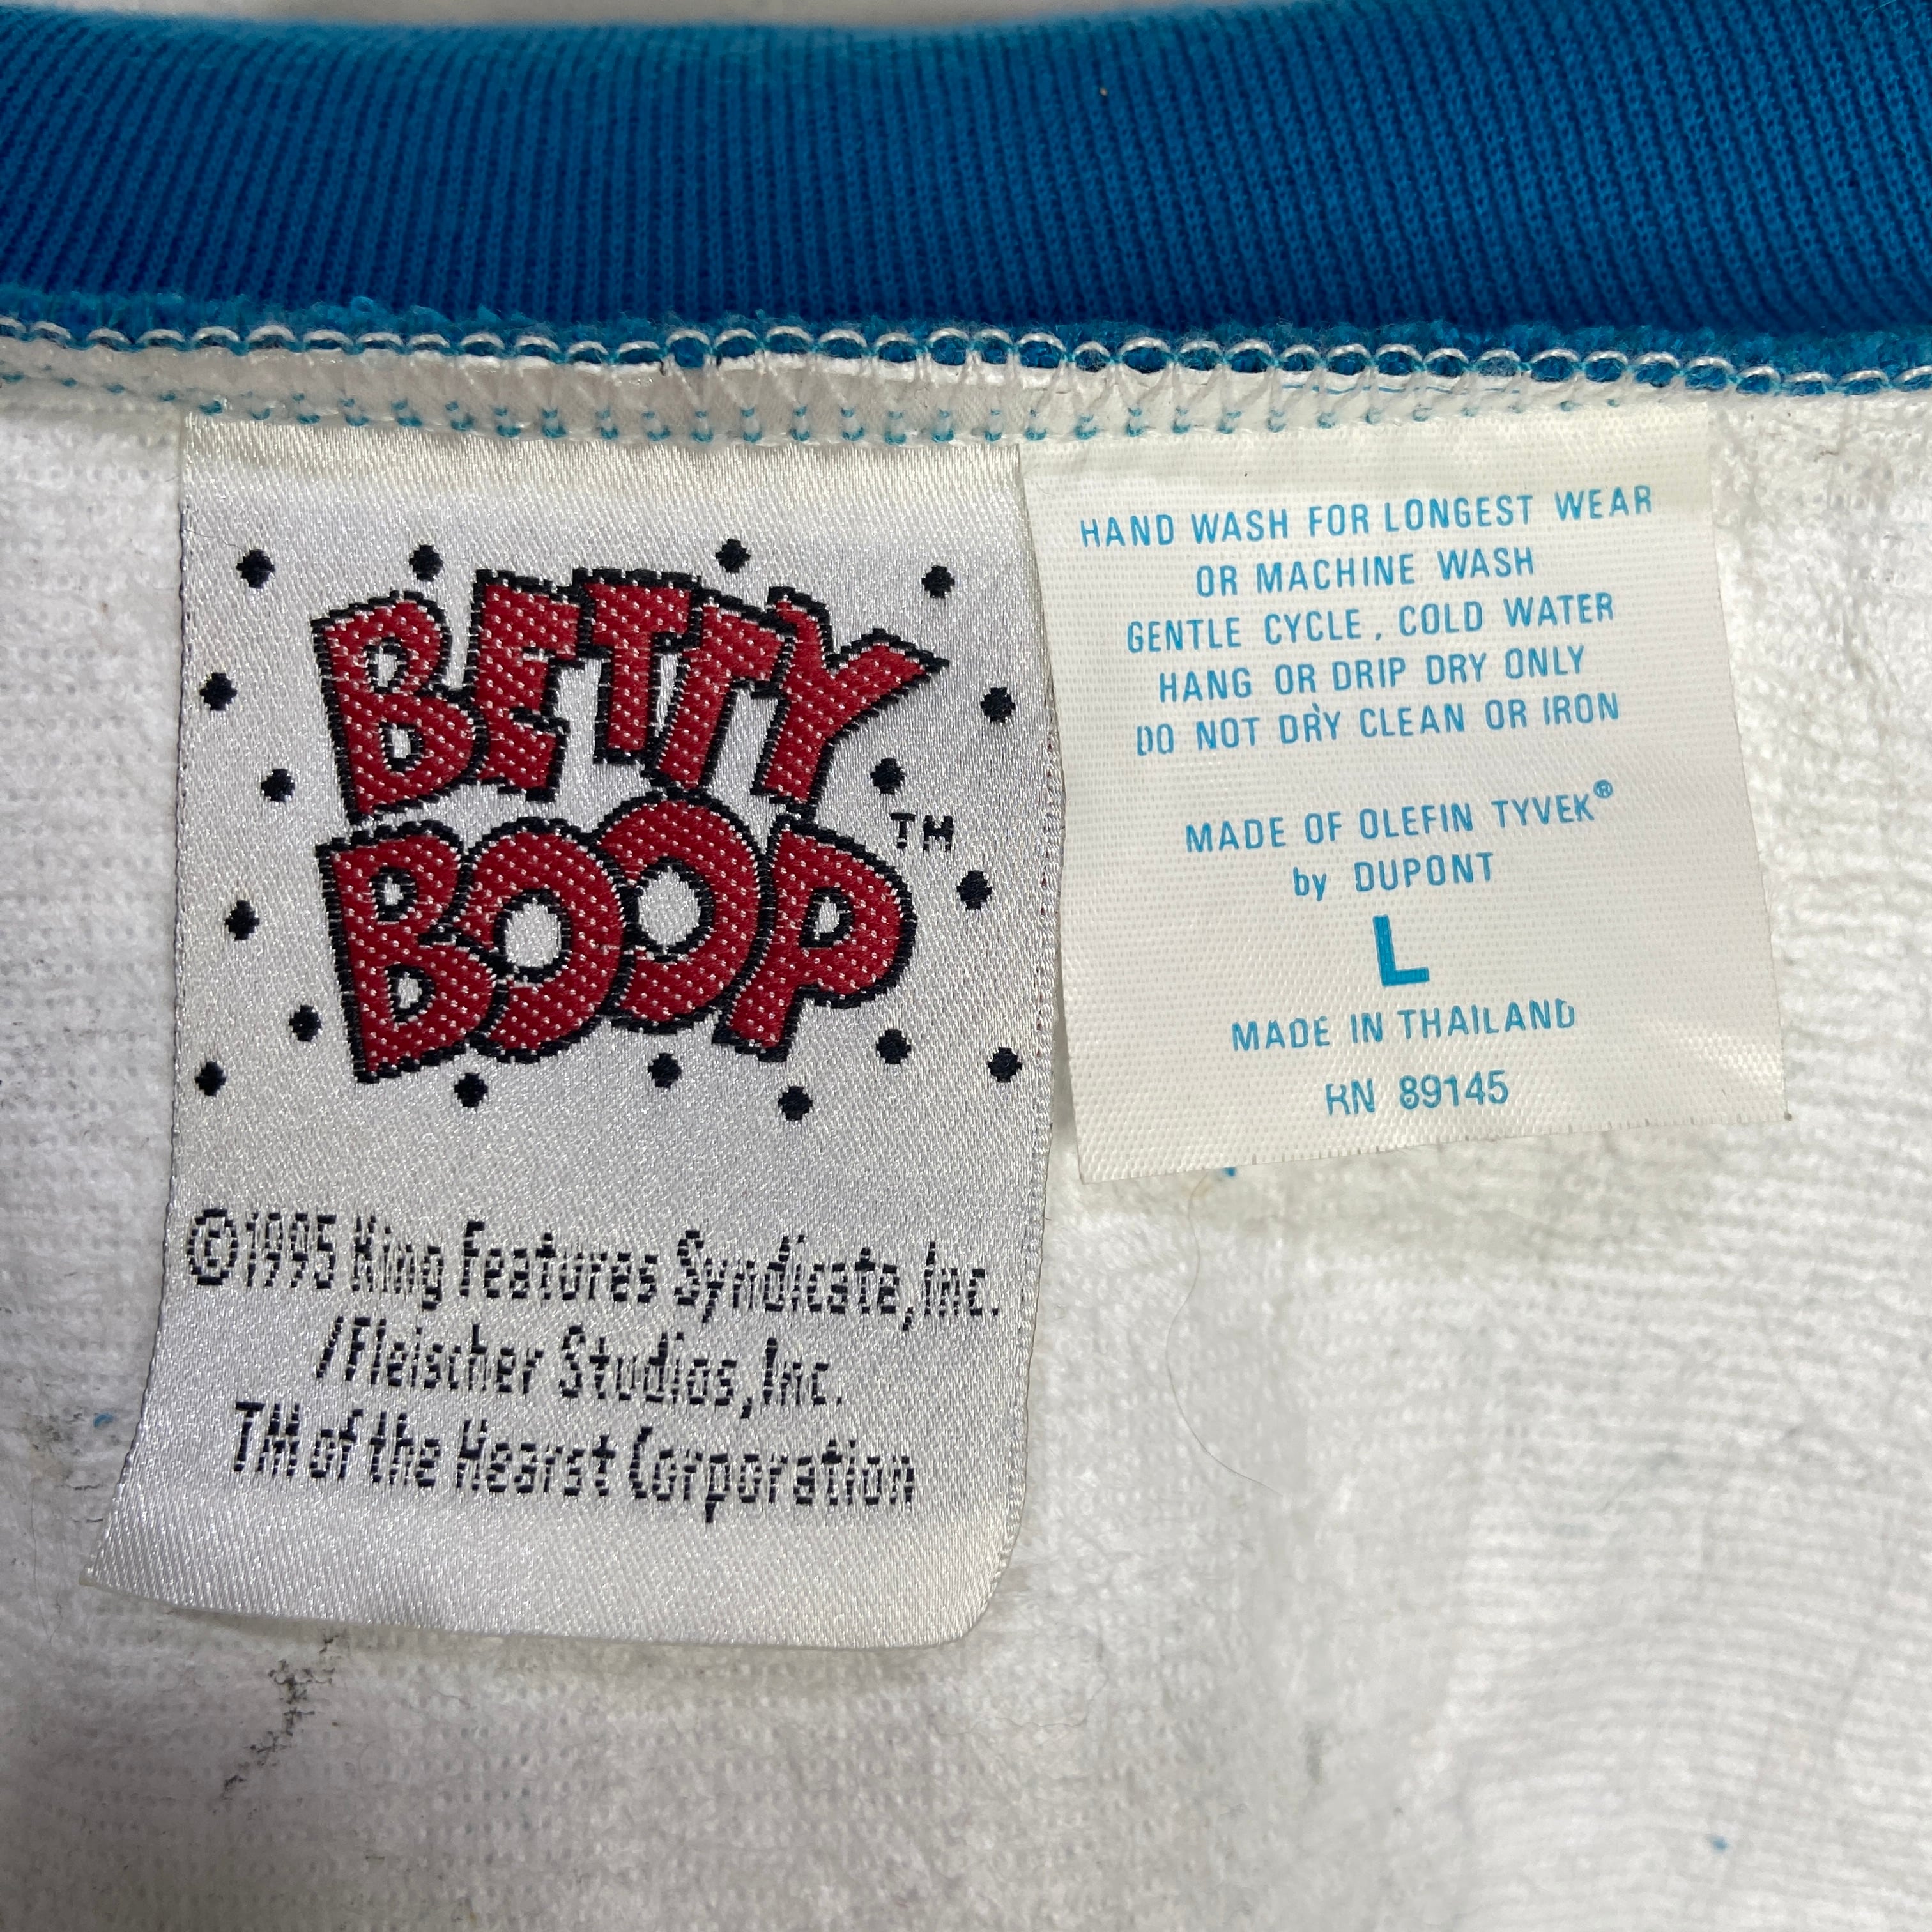 BETTY
BOOP
TM
©1995 King Features Syndicate, Inc.
/Fleischer Studios, Inc.
TM of the Hearst Corporation
HAND WASH FOR LONGEST WEAR
OR MACHINE WASH
GENTLE CYCLE, COLD WATER
HANG OR DRIP DRY ONLY
DO NOT DRY CLEAN OR IRON
MADE OF OLEFIN TYVEK®
by DUPONT
L
MADE IN THAILAND
RN 89145